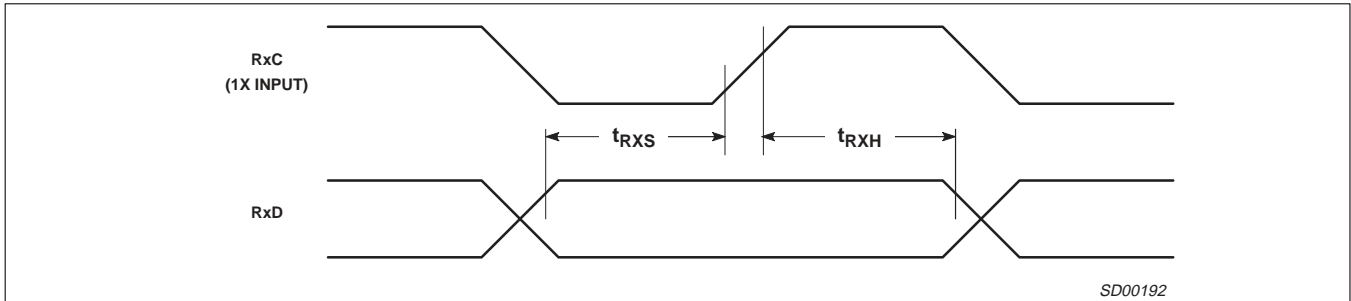 RxC
(1X INPUT)
tRXS
tRXH
RxD
SD00192